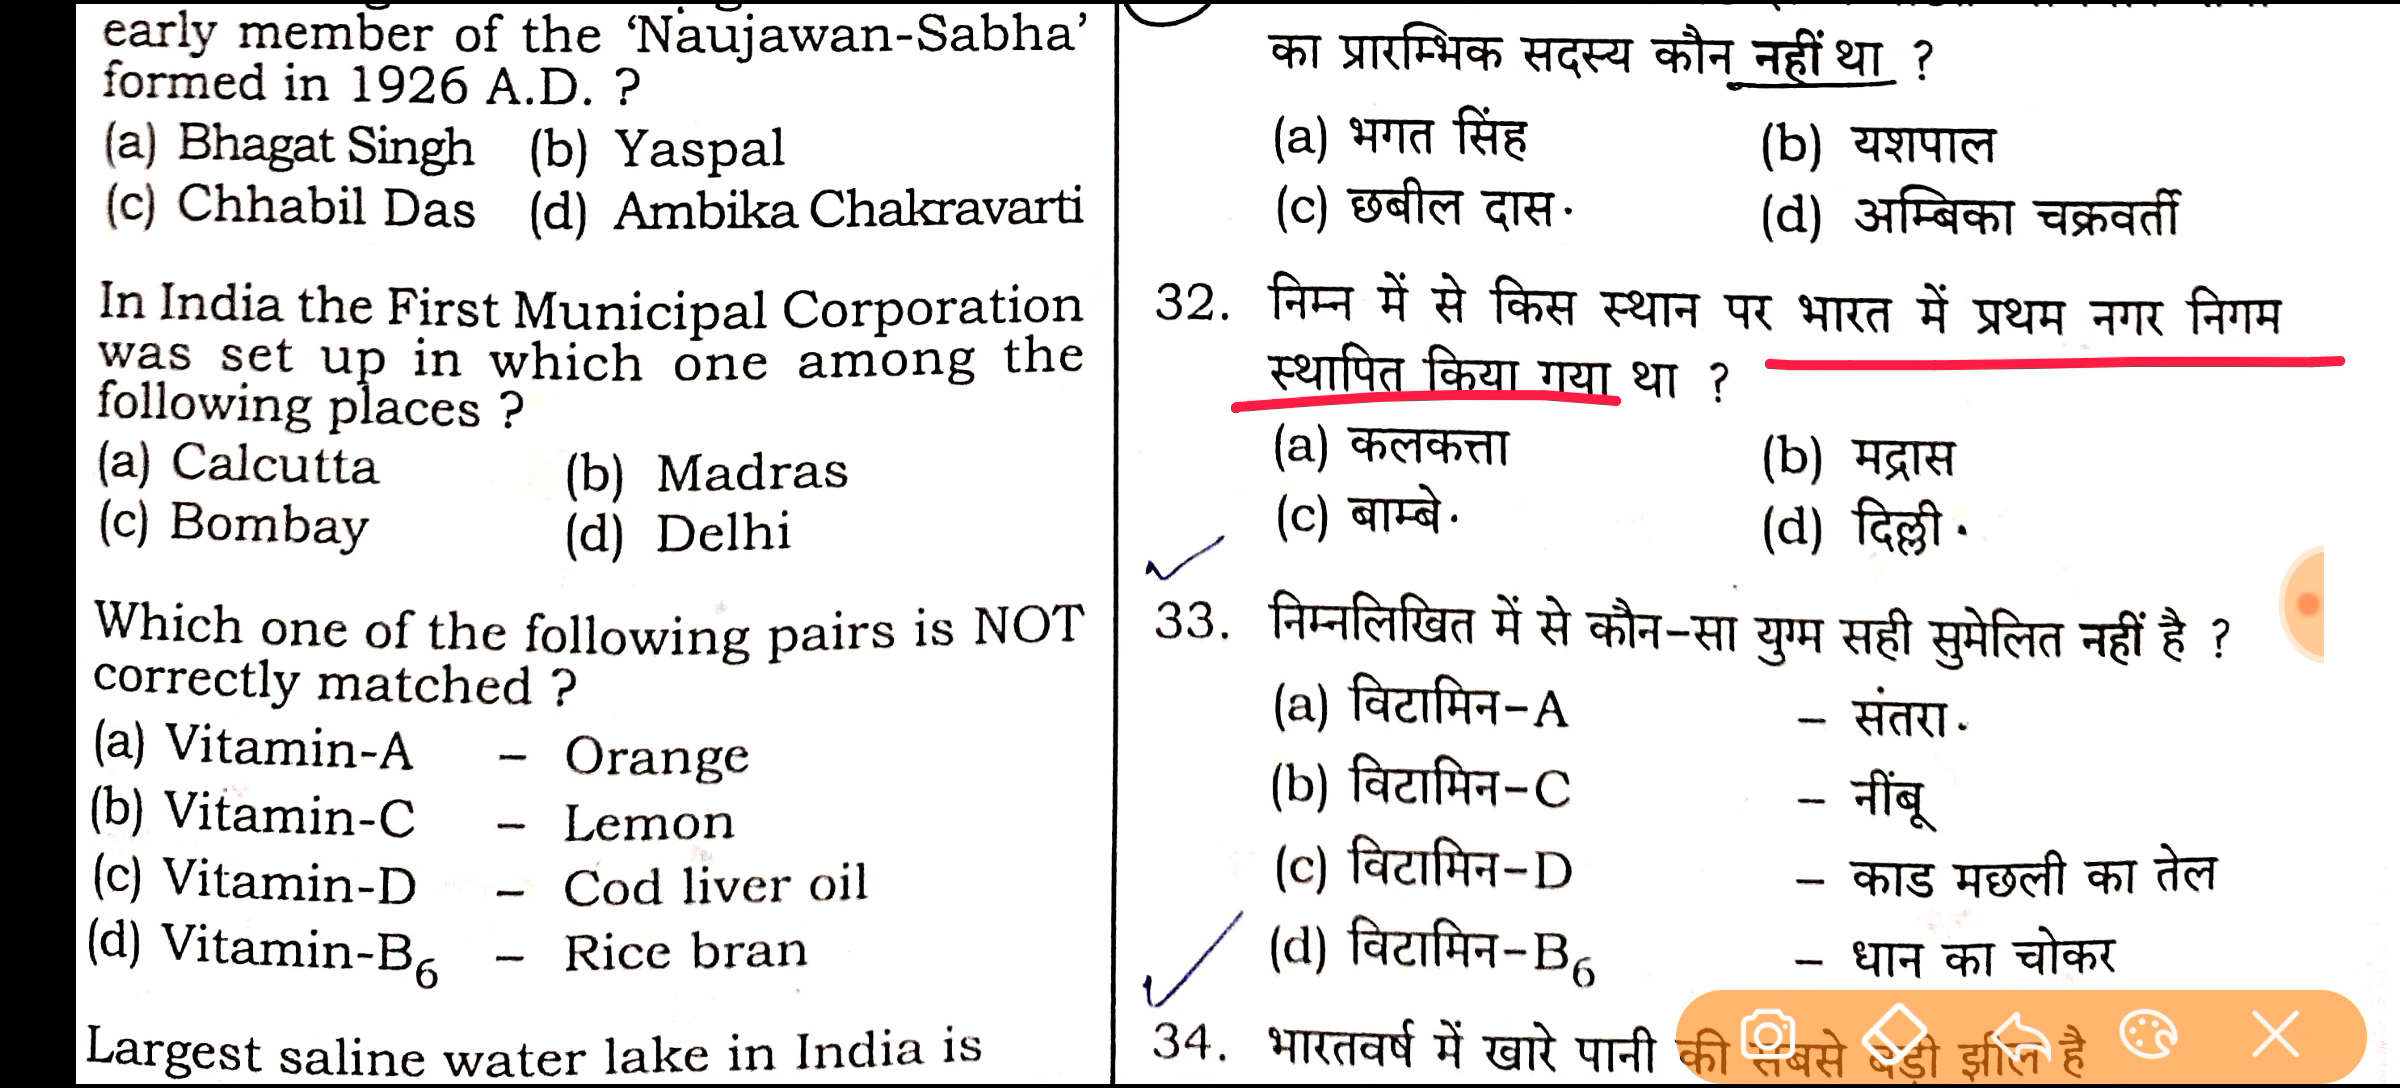 early member of the ‘Naujawan-Sabha’
formed in 1926 A.D. ?
(a) Bhagat Singh (b) Yaspal
(c) Chhabil Das (d) Ambika Chakravarti
In India the First Municipal Corporation
was set up in which one among the
following places ?
(a) Calcutta (b) Madras
(c) Bombay (d) Delhi
Which one of the following pairs is NOT
correctly matched ?
(a) Vitamin-A – Orange
(b) Vitamin-C – Lemon
(c) Vitamin-D – Cod liver oil
(d) Vitamin-B₆ – Rice bran
Largest saline water lake in India is
का प्रारम्भिक सदस्य कौन नहीं था ?
(a) भगत सिंह (b) यशपाल
(c) छबील दास (d) अम्बिका चक्रवर्ती
32. निम्न में से किस स्थान पर भारत में प्रथम नगर निगम
स्थापित किया गया था ?
(a) कलकत्ता (b) मद्रास
(c) बाम्बे (d) दिल्ली
33. निम्नलिखित में से कौन-सा युग्म सही सुमेलित नहीं है ?
(a) विटामिन-A – संतरा
(b) विटामिन-C – नींबू
(c) विटामिन-D – काड मछली का तेल
(d) विटामिन-B₆ – धान का चोकर
34. भारतवर्ष में खारे पानी की सबसे बड़ी झील है